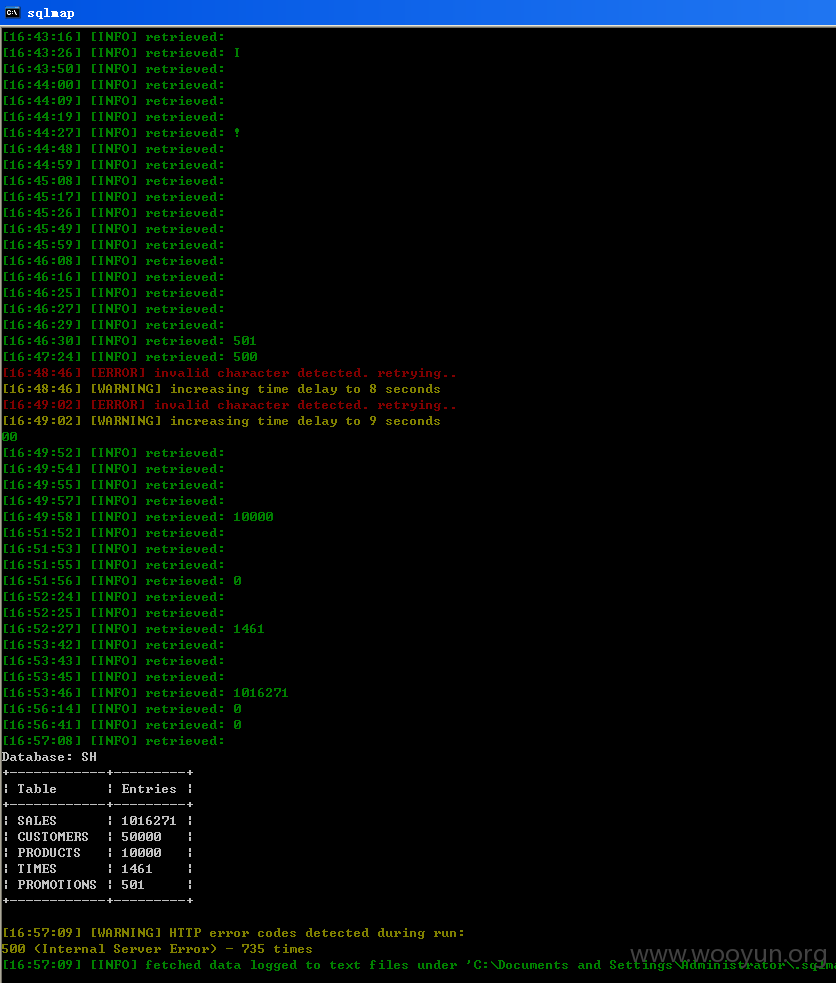 sqlmap
[16:43:16] [INFO] retrieved:
[16:43:26] [INFO] retrieved: I
[16:43:50] [INFO] retrieved:
[16:44:00] [INFO] retrieved:
[16:44:09] [INFO] retrieved:
[16:44:19] [INFO] retrieved:
[16:44:27] [INFO] retrieved: !
[16:44:48] [INFO] retrieved:
[16:44:59] [INFO] retrieved:
[16:45:08] [INFO] retrieved:
[16:45:17] [INFO] retrieved:
[16:45:26] [INFO] retrieved:
[16:45:49] [INFO] retrieved:
[16:45:59] [INFO] retrieved:
[16:46:08] [INFO] retrieved:
[16:46:16] [INFO] retrieved:
[16:46:25] [INFO] retrieved:
[16:46:27] [INFO] retrieved:
[16:46:29] [INFO] retrieved:
[16:46:30] [INFO] retrieved: 501
[16:47:24] [INFO] retrieved: 500
[16:48:46] [ERROR] invalid character detected. retrying..
[16:48:46] [WARNING] increasing time delay to 8 seconds
[16:49:02] [ERROR] invalid character detected. retrying..
[16:49:02] [WARNING] increasing time delay to 9 seconds
00
[16:49:52] [INFO] retrieved:
[16:49:54] [INFO] retrieved:
[16:49:55] [INFO] retrieved:
[16:49:57] [INFO] retrieved:
[16:49:58] [INFO] retrieved: 10000
[16:51:52] [INFO] retrieved:
[16:51:53] [INFO] retrieved:
[16:51:55] [INFO] retrieved:
[16:51:56] [INFO] retrieved: 0
[16:52:24] [INFO] retrieved:
[16:52:25] [INFO] retrieved:
[16:52:27] [INFO] retrieved: 1461
[16:53:42] [INFO] retrieved:
[16:53:43] [INFO] retrieved:
[16:53:45] [INFO] retrieved:
[16:53:46] [INFO] retrieved: 1016271
[16:56:14] [INFO] retrieved: 0
[16:56:41] [INFO] retrieved: 0
[16:57:08] [INFO] retrieved:
Database: SH
+------------+---------+
¦ Table ¦ Entries ¦
+------------+---------+
¦ SALES ¦ 1016271 ¦
¦ CUSTOMERS ¦ 50000 ¦
¦ PRODUCTS ¦ 10000 ¦
¦ TIMES ¦ 1461 ¦
¦ PROMOTIONS ¦ 501 ¦
+------------+---------+
[16:57:09] [WARNING] HTTP error codes detected during run:
500 (Internal Server Error) - 735 times
[16:57:09] [INFO] fetched data logged to text files under 'C:\Documents and Settings\Administrator\.sqlma
www.wooyun.org